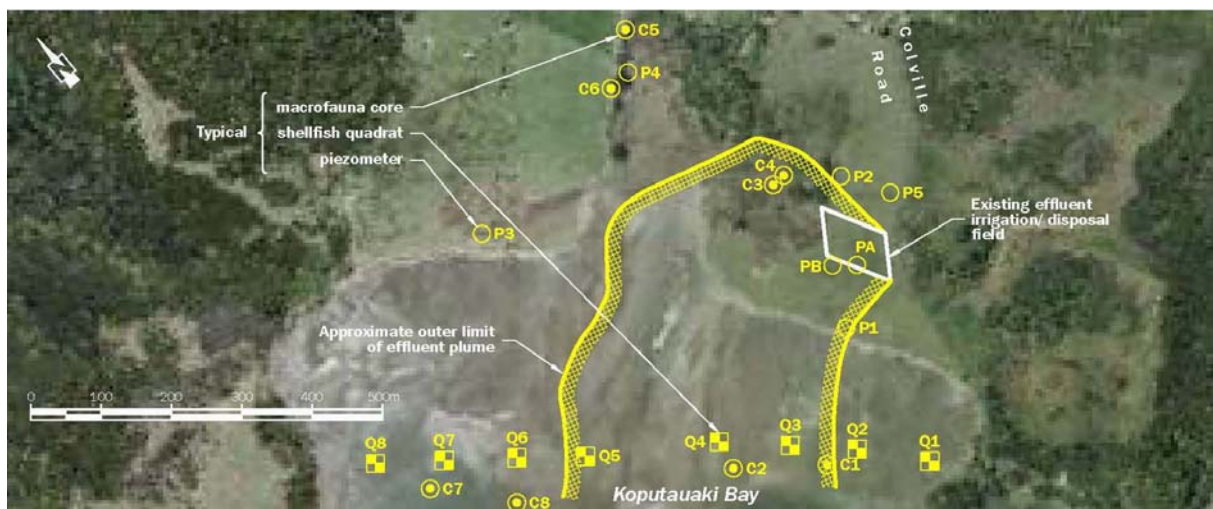 C5
Colville
Road
P4
C6
macrofauna core
Typical
shellfish quadrat
piezometer
C4
C3
P2
P5
Existing effluent
irrigation/ disposal
field
P3
PA
PB
P1
Approximate outer limit
of effluent plume
0 100 200 300 500m
Q8
Q7
Q6
Q5
Q4
Q3
Q2
Q1
C7
C8
C2
C1
Koputauaki Bay